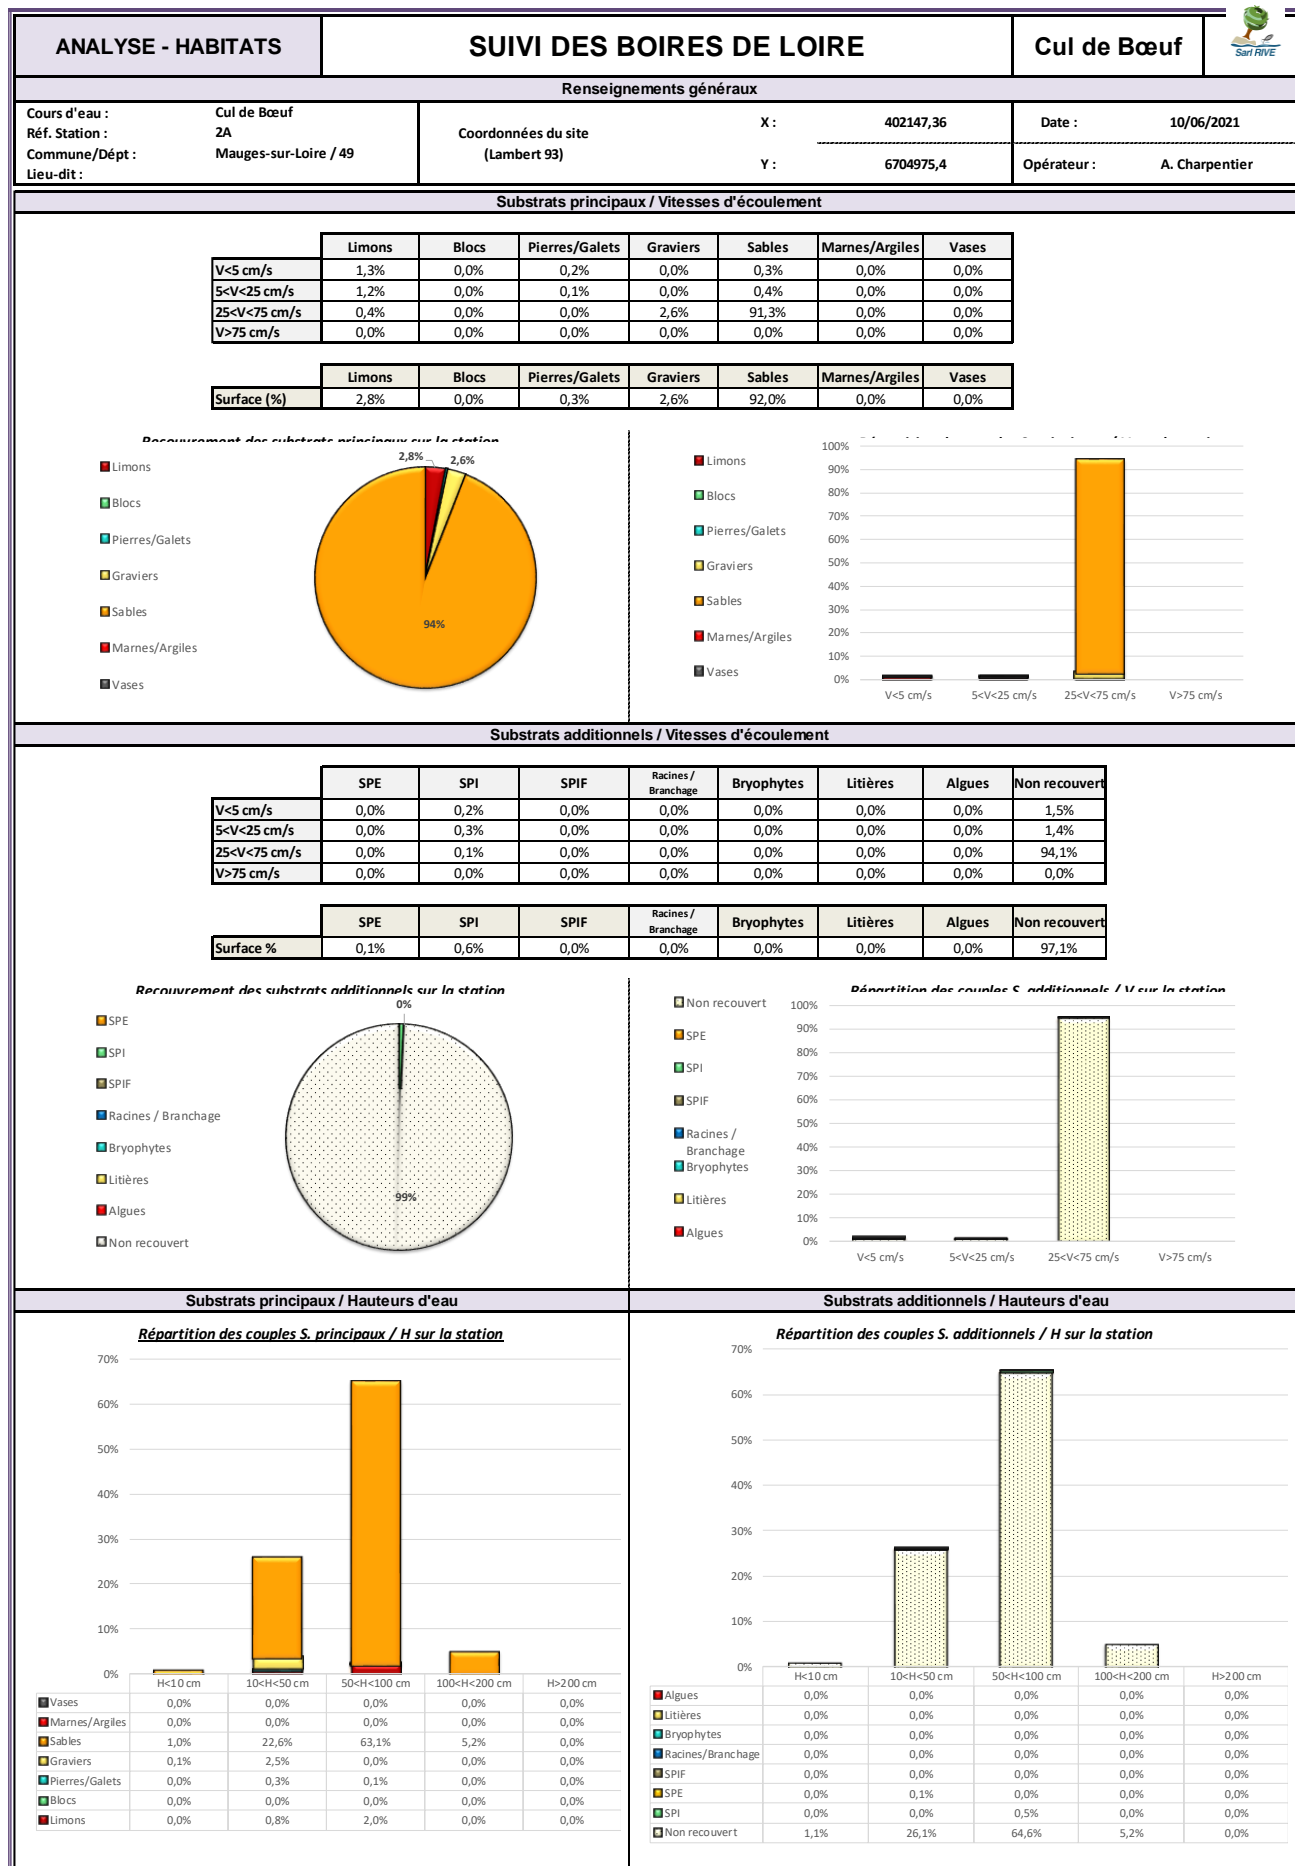 ANALYSE - HABITATS
SUIVI DES BOIRES DE LOIRE
Cul de Bœuf
Sarl RIVE
Renseignements généraux
Cours d'eau : Cul de Bœuf
Réf. Station : 2A
Commune/Dépt : Mauges-sur-Loire / 49
Lieu-dit :
Coordonnées du site
(Lambert 93)
X : 402147,36
Y : 6704975,4
Date : 10/06/2021
Opérateur : A. Charpentier
Substrats principaux / Vitesses d'écoulement
Limons Blocs Pierres/Galets Graviers Sables Marnes/Argiles Vases
V<5 cm/s 1,3% 0,0% 0,2% 0,0% 0,3% 0,0% 0,0%
5<V<25 cm/s 1,2% 0,0% 0,1% 0,0% 0,4% 0,0% 0,0%
25<V<75 cm/s 0,4% 0,0% 0,0% 2,6% 91,3% 0,0% 0,0%
V>75 cm/s 0,0% 0,0% 0,0% 0,0% 0,0% 0,0% 0,0%
Limons Blocs Pierres/Galets Graviers Sables Marnes/Argiles Vases
Surface (%) 2,8% 0,0% 0,3% 2,6% 92,0% 0,0% 0,0%
Recouvrement des substrats principaux sur la station
Limons
Blocs
Pierres/Galets
Graviers
Sables
Marnes/Argiles
Vases
2,8%
2,6%
94%
Limons
Blocs
Pierres/Galets
Graviers
Sables
Marnes/Argiles
Vases
100%
90%
80%
70%
60%
50%
40%
30%
20%
10%
0%
V<5 cm/s 5<V<25 cm/s 25<V<75 cm/s V>75 cm/s
Substrats additionnels / Vitesses d'écoulement
SPE SPI SPIF Racines / Branchage Bryophytes Litières Algues Non recouvert
V<5 cm/s 0,0% 0,2% 0,0% 0,0% 0,0% 0,0% 0,0% 1,5%
5<V<25 cm/s 0,0% 0,3% 0,0% 0,0% 0,0% 0,0% 0,0% 1,4%
25<V<75 cm/s 0,0% 0,1% 0,0% 0,0% 0,0% 0,0% 0,0% 94,1%
V>75 cm/s 0,0% 0,0% 0,0% 0,0% 0,0% 0,0% 0,0% 0,0%
SPE SPI SPIF Racines / Branchage Bryophytes Litières Algues Non recouvert
Surface % 0,1% 0,6% 0,0% 0,0% 0,0% 0,0% 0,0% 97,1%
Recouvrement des substrats additionnels sur la station
SPE
SPI
SPIF
Racines / Branchage
Bryophytes
Litières
Algues
Non recouvert
0%
99%
Répartition des couples S. additionnels / V sur la station
Non recouvert
SPE
SPI
SPIF
Racines /
Branchage
Bryophytes
Litières
Algues
100%
90%
80%
70%
60%
50%
40%
30%
20%
10%
0%
V<5 cm/s 5<V<25 cm/s 25<V<75 cm/s V>75 cm/s
Substrats principaux / Hauteurs d'eau
Répartition des couples S. principaux / H sur la station
70%
60%
50%
40%
30%
20%
10%
0%
H<10 cm 10<H<50 cm 50<H<100 cm 100<H<200 cm H>200 cm
Vases 0,0% 0,0% 0,0% 0,0% 0,0%
Marnes/Argiles 0,0% 0,0% 0,0% 0,0% 0,0%
Sables 1,0% 22,6% 63,1% 5,2% 0,0%
Graviers 0,1% 2,5% 0,0% 0,0% 0,0%
Pierres/Galets 0,0% 0,3% 0,1% 0,0% 0,0%
Blocs 0,0% 0,0% 0,0% 0,0% 0,0%
Limons 0,0% 0,8% 2,0% 0,0% 0,0%
Substrats additionnels / Hauteurs d'eau
Répartition des couples S. additionnels / H sur la station
70%
60%
50%
40%
30%
20%
10%
0%
H<10 cm 10<H<50 cm 50<H<100 cm 100<H<200 cm H>200 cm
Algues 0,0% 0,0% 0,0% 0,0% 0,0%
Litières 0,0% 0,0% 0,0% 0,0% 0,0%
Bryophytes 0,0% 0,0% 0,0% 0,0% 0,0%
Racines/Branchage 0,0% 0,0% 0,0% 0,0% 0,0%
SPIF 0,0% 0,0% 0,0% 0,0% 0,0%
SPE 0,0% 0,1% 0,0% 0,0% 0,0%
SPI 0,0% 0,0% 0,5% 0,0% 0,0%
Non recouvert 1,1% 26,1% 64,6% 5,2% 0,0%